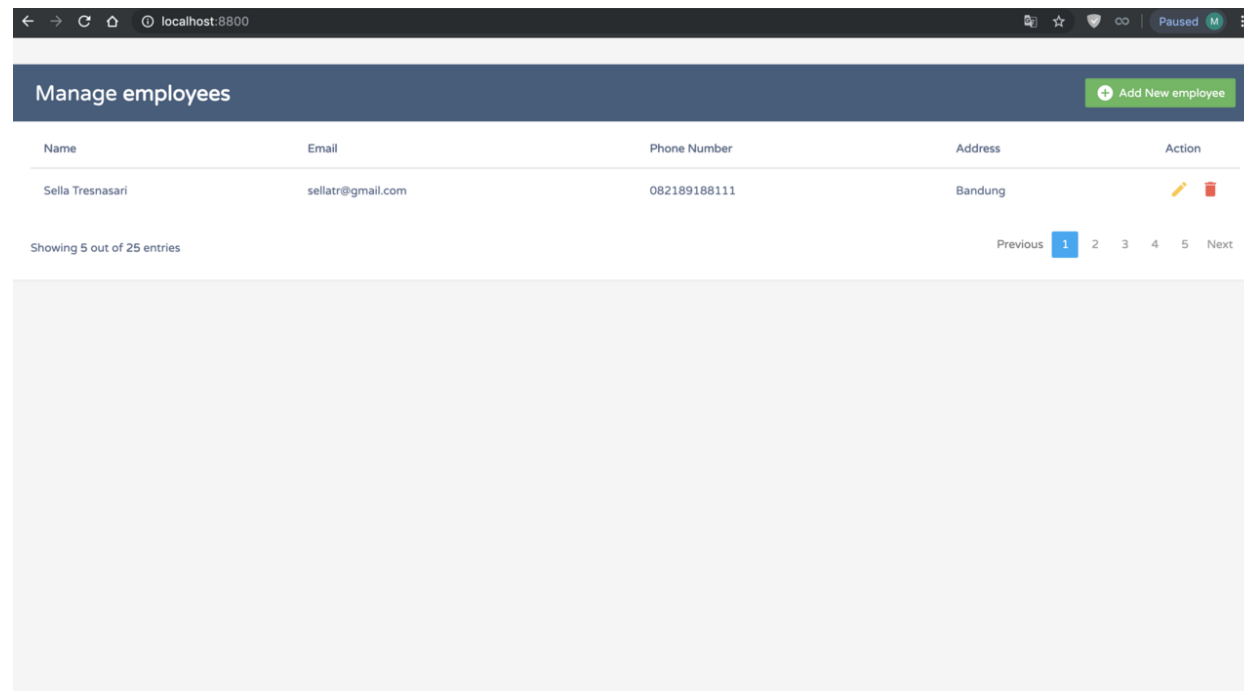 localhost:8800
Paused M
Manage employees
Add New employee
Name Email Phone Number Address Action
Sella Tresnasari sellatr@gmail.com 082189188111 Bandung
Showing 5 out of 25 entries
Previous 1 2 3 4 5 Next